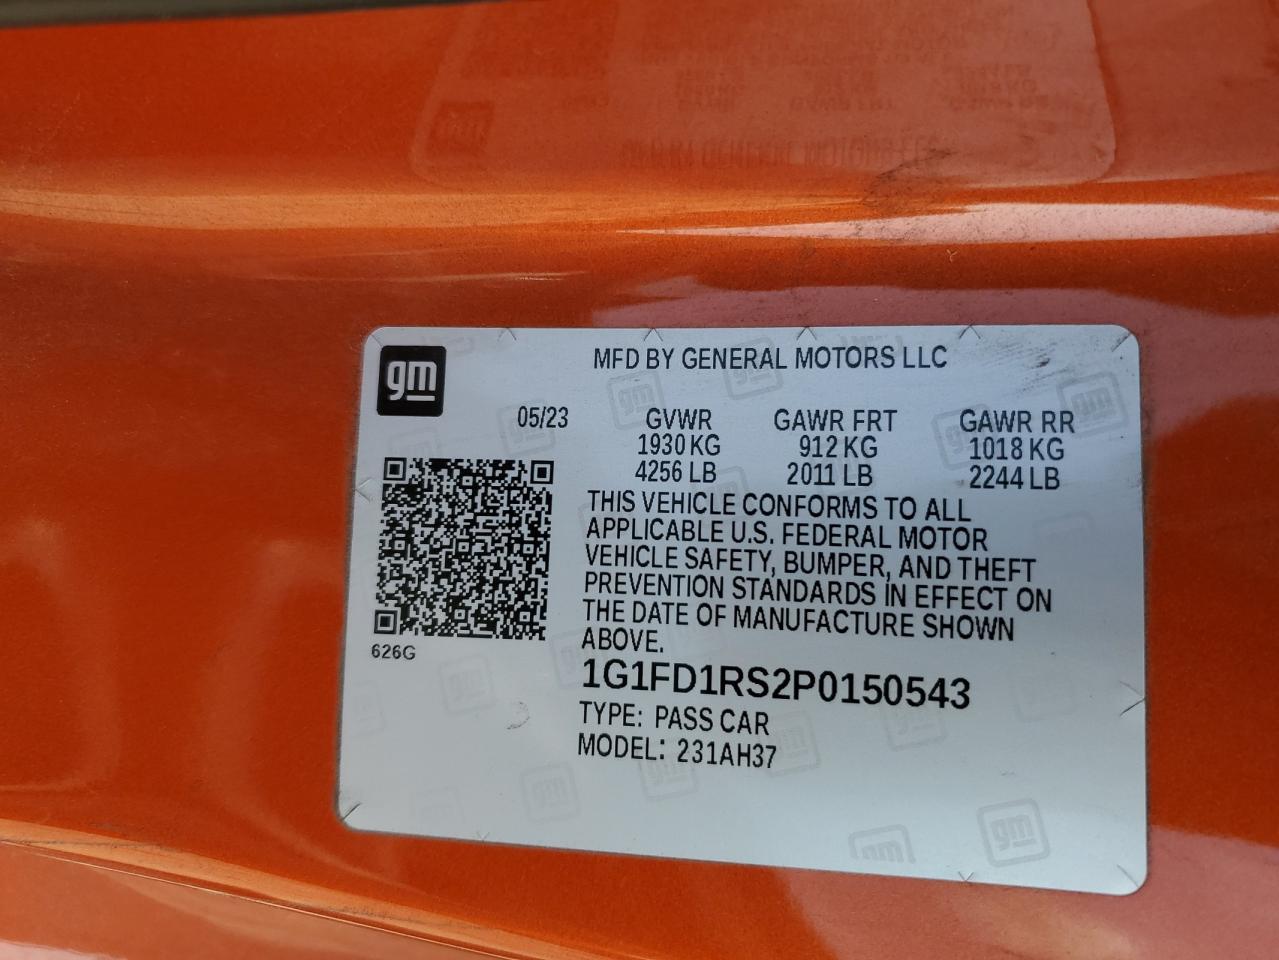 gm
MFD BY GENERAL MOTORS LLC
05/23 GVWR GAWR FRT GAWR RR
1930 KG 912 KG 1018 KG
4256 LB 2011 LB 2244 LB
THIS VEHICLE CONFORMS TO ALL
APPLICABLE U.S. FEDERAL MOTOR
VEHICLE SAFETY, BUMPER, AND THEFT
PREVENTION STANDARDS IN EFFECT ON
THE DATE OF MANUFACTURE SHOWN
ABOVE.
626G
1G1FD1RS2P0150543
TYPE: PASS CAR
MODEL: 231AH37